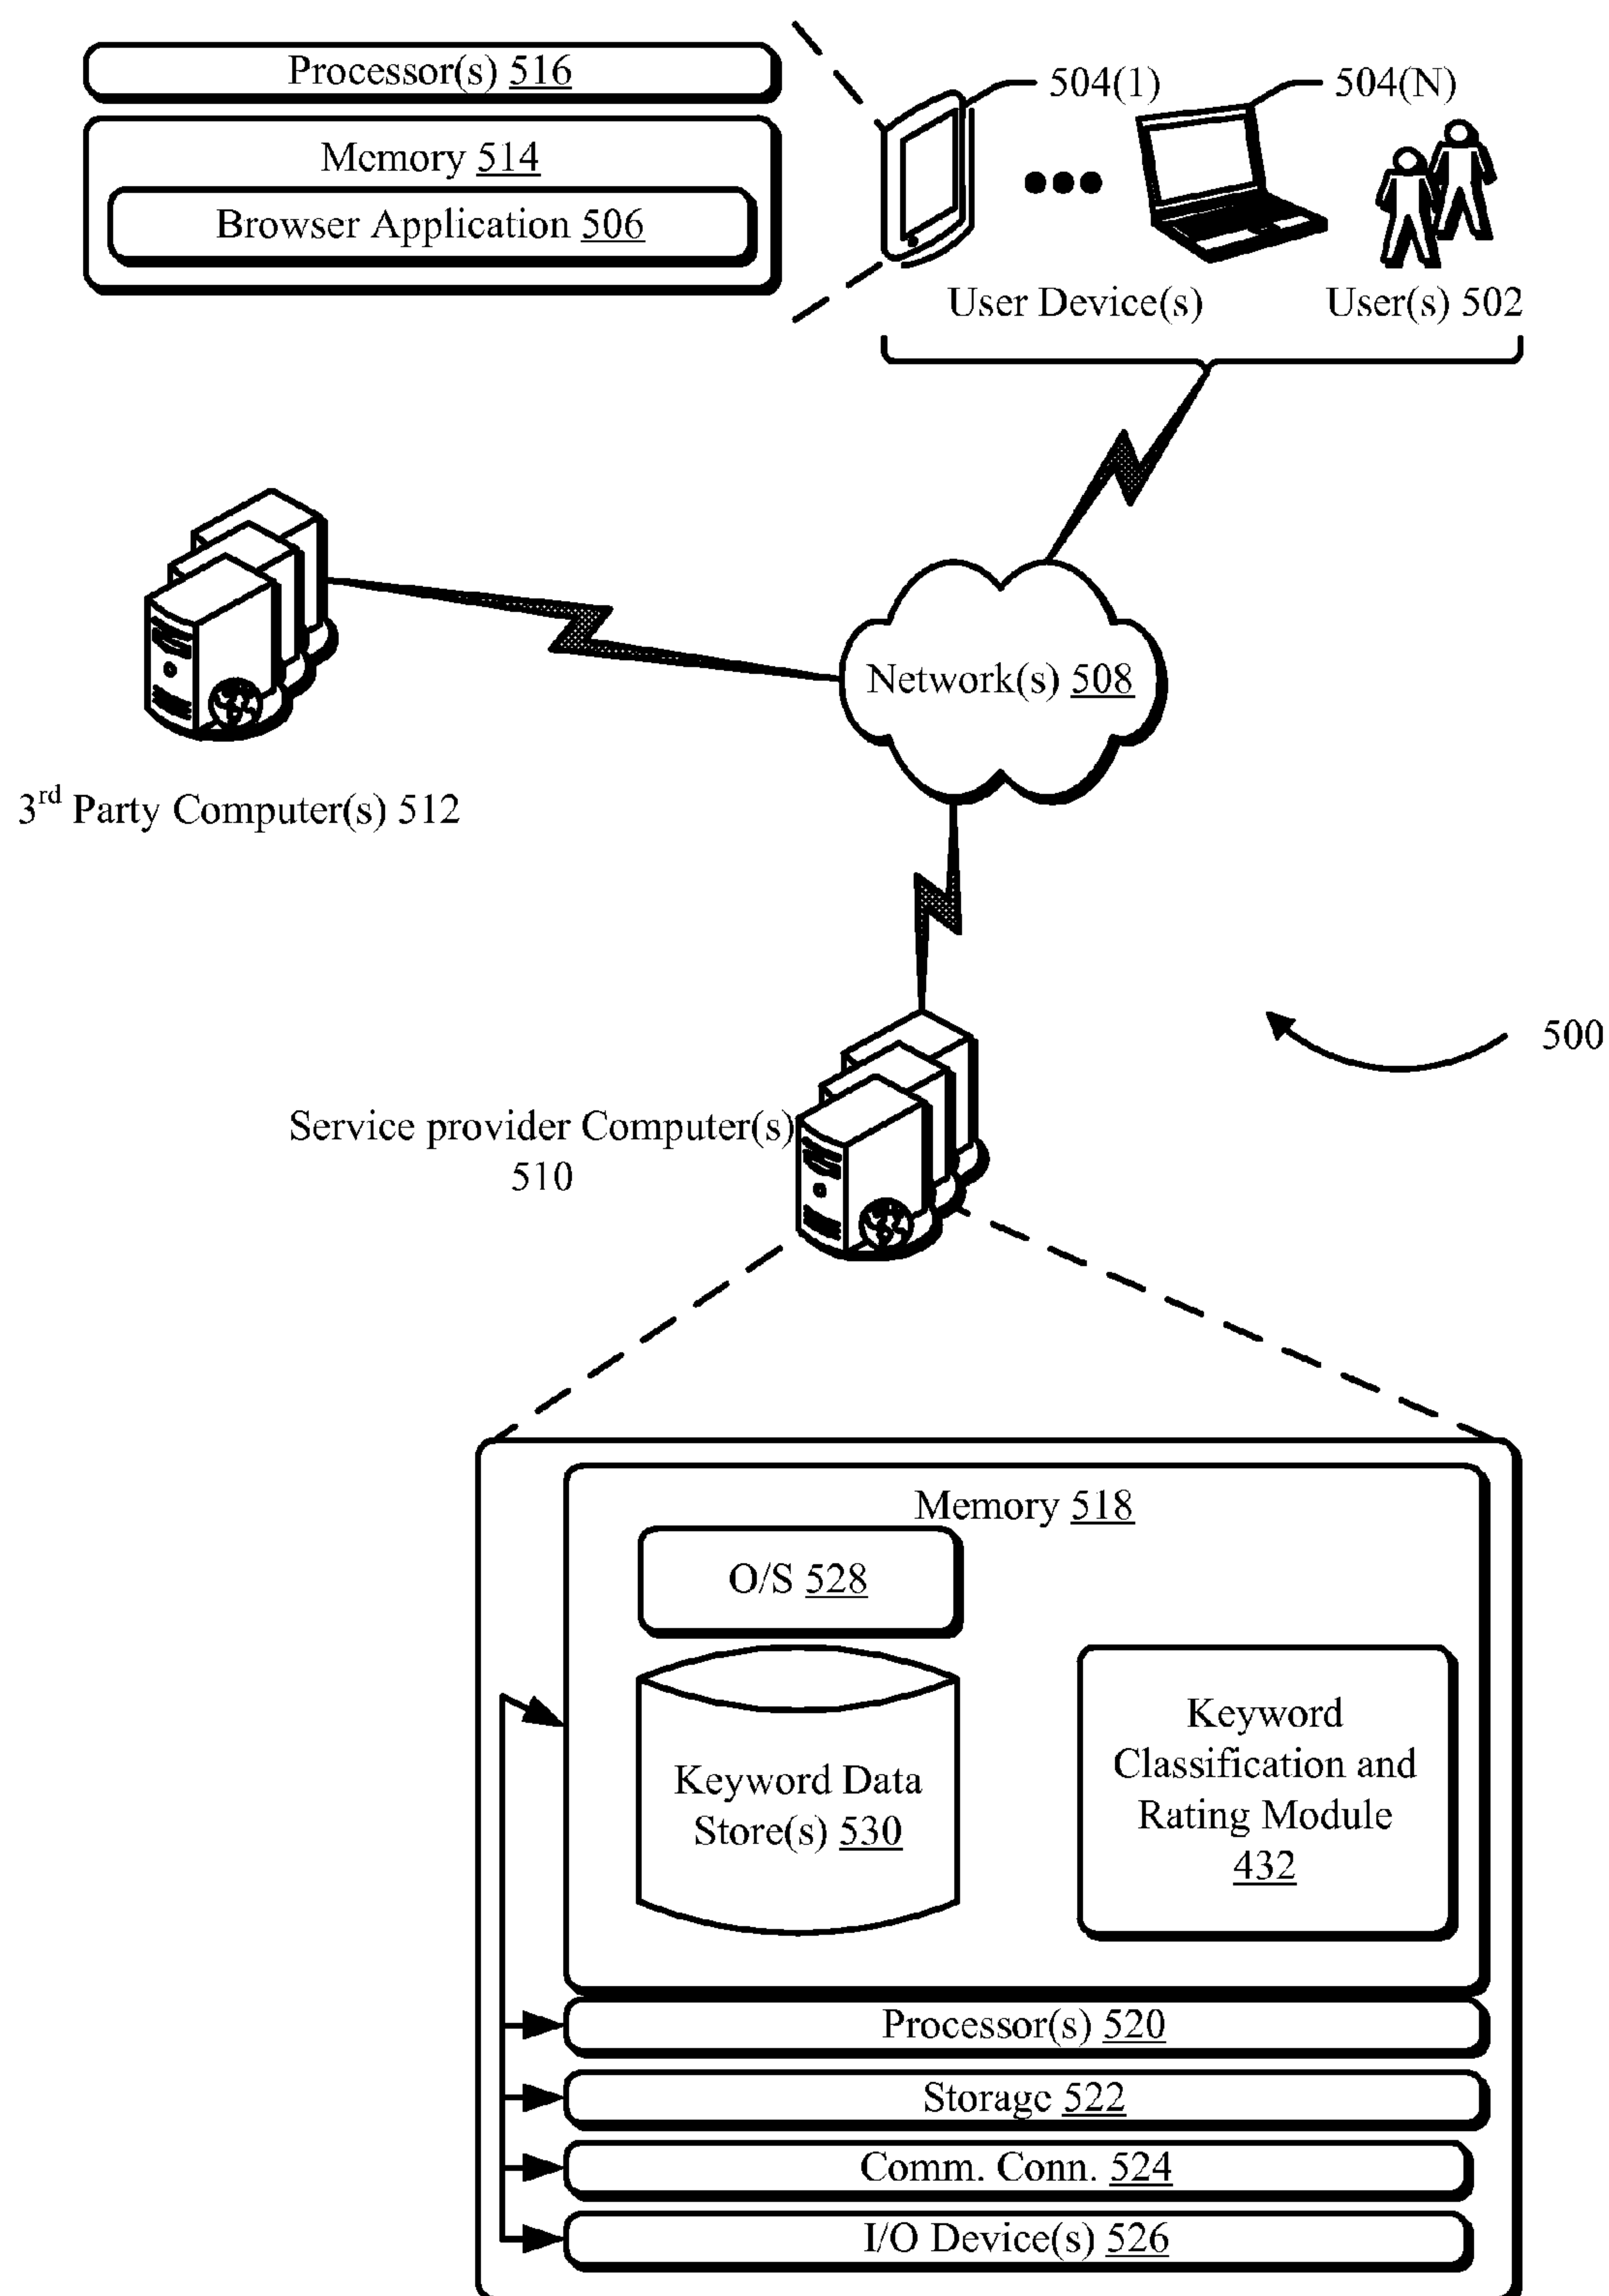 Processor(s) 516
Memory 514
Browser Application 506
504(1)
504(N)
User Device(s)
User(s) 502
3rd Party Computer(s) 512
Network(s) 508
500
Service provider Computer(s)
510
Memory 518
O/S 528
Keyword Data
Store(s) 530
Keyword
Classification and
Rating Module
432
Processor(s) 520
Storage 522
Comm. Conn. 524
I/O Device(s) 526